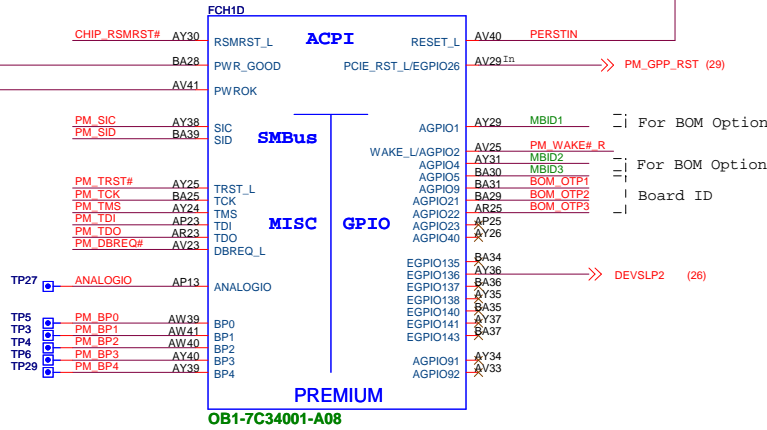 FCH1D
CHIP_RSMRST# AY30 RSMRST_L ACPI RESET_L AV40 PERSTIN
BA28 PWR_GOOD PCIE_RST_L/EGPIO26 AV29 In PM_GPP_RST (29)
AV41 PWROK
PM_SIC AY38 SIC AGPIO1 AY29 MBID1 For BOM Option
PM_SID BA39 SID SMBus
WAKE_L/AGPIO2 AV25 PM_WAKE#_R
AGPIO4 AY31 MBID2 For BOM Option
AGPIO5 BA30 MBID3
PM_TRST# AY25 TRST_L AGPIO9 BA31 BOM_OTP1
PM_TCK BA25 TCK AGPIO21 BA29 BOM_OTP2 Board ID
PM_TMS AY24 TMS AGPIO22 AR25 BOM_OTP3
PM_TDI AP23 TDI MISC GPIO AGPIO23 AP25
PM_TDO AR23 TDO AGPIO40 AY26
PM_DBREQ# AV23 DBREQ_L
EGPIO135 BA34
EGPIO136 AY36 DEVSLP2 (26)
TP27 ANALOGIO AP13 ANALOGIO EGPIO137 BA36
EGPIO138 AY35
EGPIO140 BA35
TP5 PM_BP0 AW39 BP0 EGPIO141 AY37
TP3 PM_BP1 AW41 BP1 EGPIO143 BA37
TP4 PM_BP2 AW40 BP2
TP6 PM_BP3 AY40 BP3 AGPIO91 AY34
TP29 PM_BP4 AY39 BP4 AGPIO92 AV33
PREMIUM
OB1-7C34001-A08